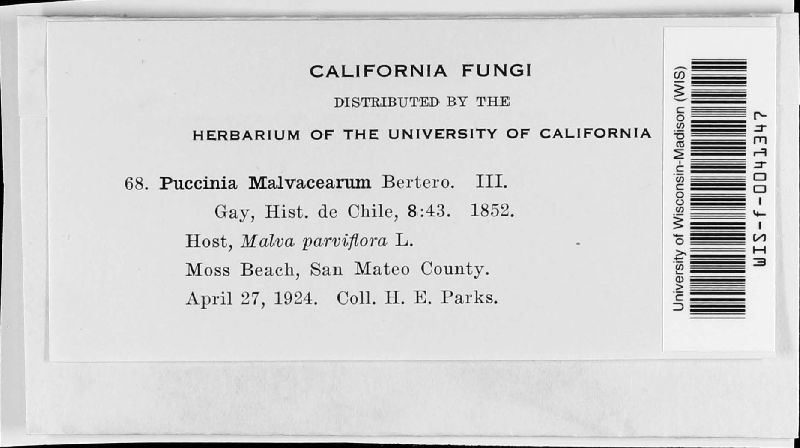 CALIFORNIA FUNGI
DISTRIBUTED BY THE
HERBARIUM OF THE UNIVERSITY OF CALIFORNIA
68. Puccinia Malvacearum Bertero. III.
Gay, Hist. de Chile, 8:43. 1852.
Host, Malva parviflora L.
Moss Beach, San Mateo County.
April 27, 1924. Coll. H. E. Parks.
University of Wisconsin-Madison (WIS)
WIS-f-0041347